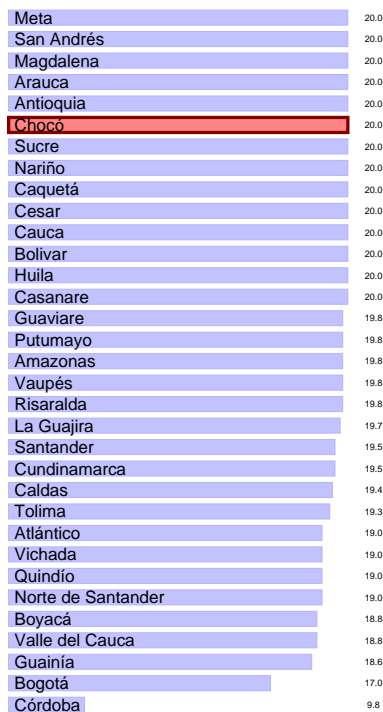 Meta 20.0
San Andrés 20.0
Magdalena 20.0
Arauca 20.0
Antioquia 20.0
Chocó 20.0
Sucre 20.0
Nariño 20.0
Caquetá 20.0
Cesar 20.0
Cauca 20.0
Bolivar 20.0
Huila 20.0
Casanare 20.0
Guaviare 19.8
Putumayo 19.8
Amazonas 19.8
Vaupés 19.8
Risaralda 19.8
La Guajira 19.7
Santander 19.5
Cundinamarca 19.5
Caldas 19.4
Tolima 19.3
Atlántico 19.0
Vichada 19.0
Quindío 19.0
Norte de Santander 19.0
Boyacá 18.8
Valle del Cauca 18.8
Guainía 18.6
Bogotá 17.0
Córdoba 9.8